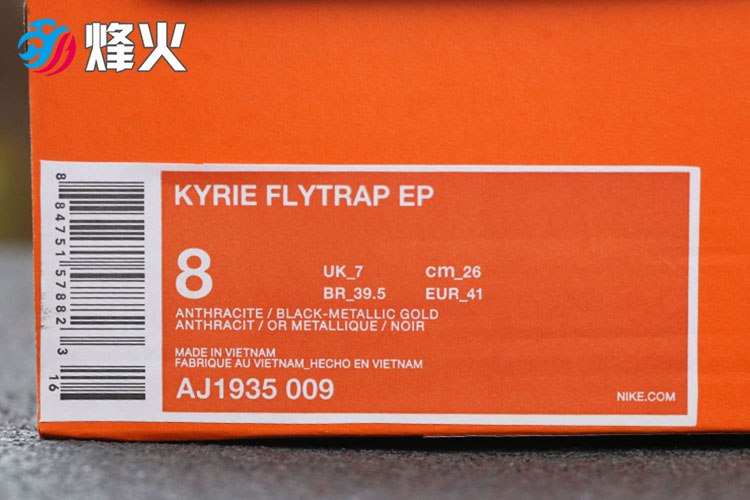 烽火
KYRIE FLYTRAP EP
8
UK_7 cm_26
BR_39.5 EUR_41
ANTHRACITE / BLACK-METALLIC GOLD
ANTHRACIT / OR METALLIQUE / NOIR
MADE IN VIETNAM
FABRIQUE AU VIETNAM_HECHO EN VIETNAM
AJ1935 009
NIKE.COM
8 84751 57882 3
16